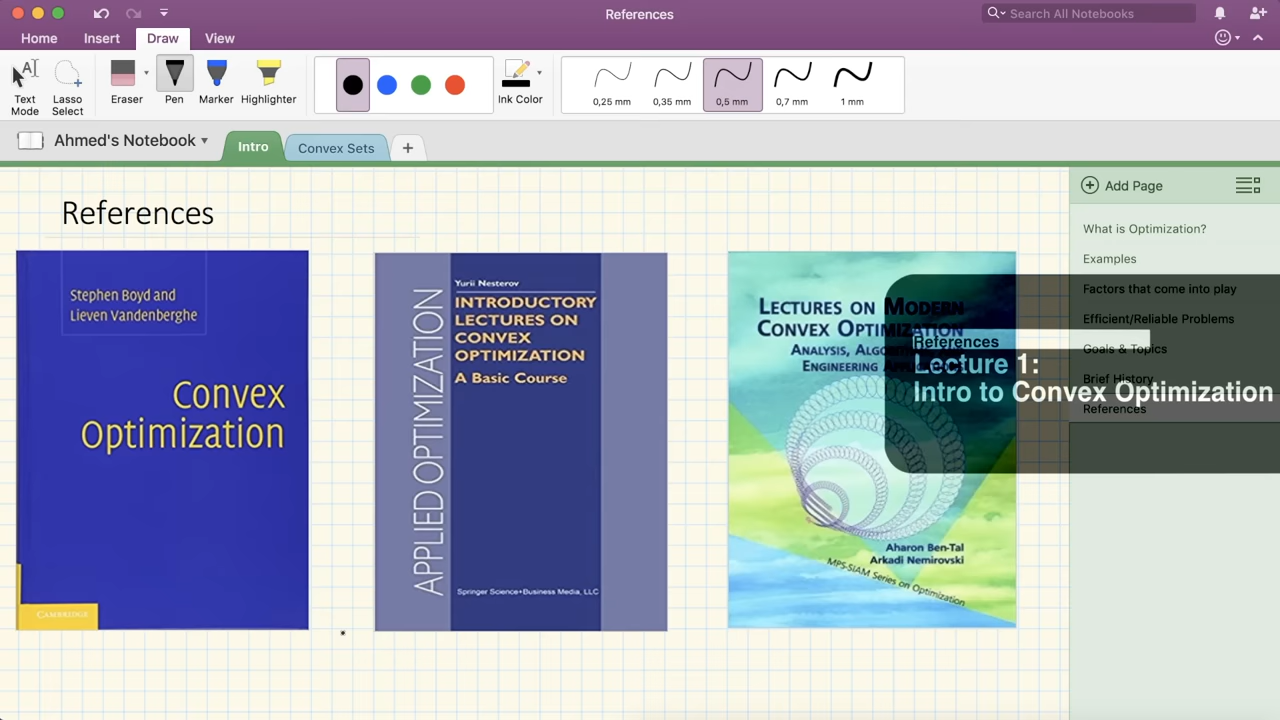 References
Search All Notebooks
Home Insert Draw View
Text Mode
Lasso Select
Eraser
Pen
Marker
Highlighter
Ink Color
0,25 mm
0,35 mm
0,5 mm
0,7 mm
1 mm
Ahmed's Notebook
Intro
Convex Sets
References
Stephen Boyd and
Lieven Vandenberghe
Convex
Optimization
CAMBRIDGE
APPLIED OPTIMIZATION
Yurii Nesterov
INTRODUCTORY
LECTURES ON
CONVEX
OPTIMIZATION
A Basic Course
Springer Science+Business Media, LLC
LECTURES ON MODERN
CONVEX OPTIMIZATION
ANALYSIS,
ENGINEERING
Aharon Ben-Tal
Arkadi Nemirovski
MPS-SIAM Series on Optimization
References
Lecture 1:
Intro to Convex Optimization
Add Page
What is Optimization?
Examples
Factors that come into play
Efficient/Reliable Problems
Goals & Topics
Brief History
References